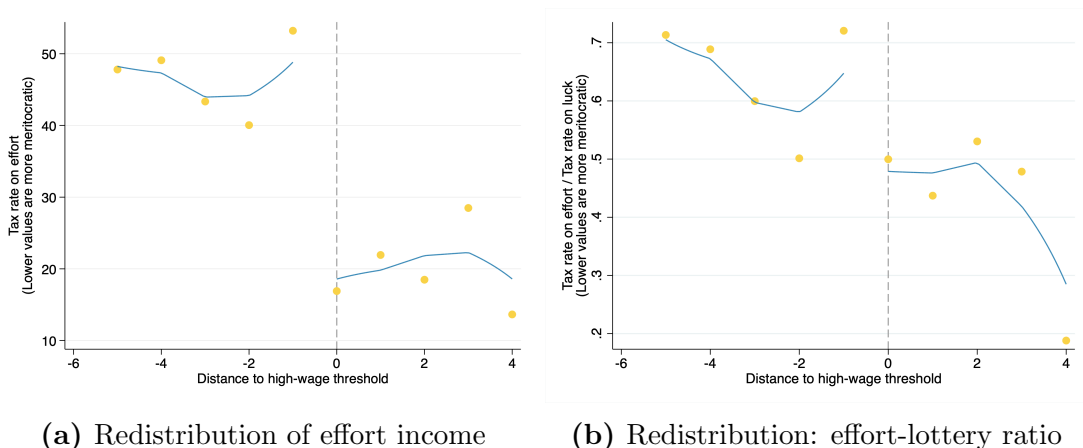 Tax rate on effort
(Lower values are more meritocratic)
50
40
30
20
10
-6
-4
-2
0
2
4
Distance to high-wage threshold
(a) Redistribution of effort income
Tax rate on effort / Tax rate on luck
(Lower values are more meritocratic)
.7
.6
.5
.4
.3
.2
-6
-4
-2
0
2
4
Distance to high-wage threshold
(b) Redistribution: effort-lottery ratio